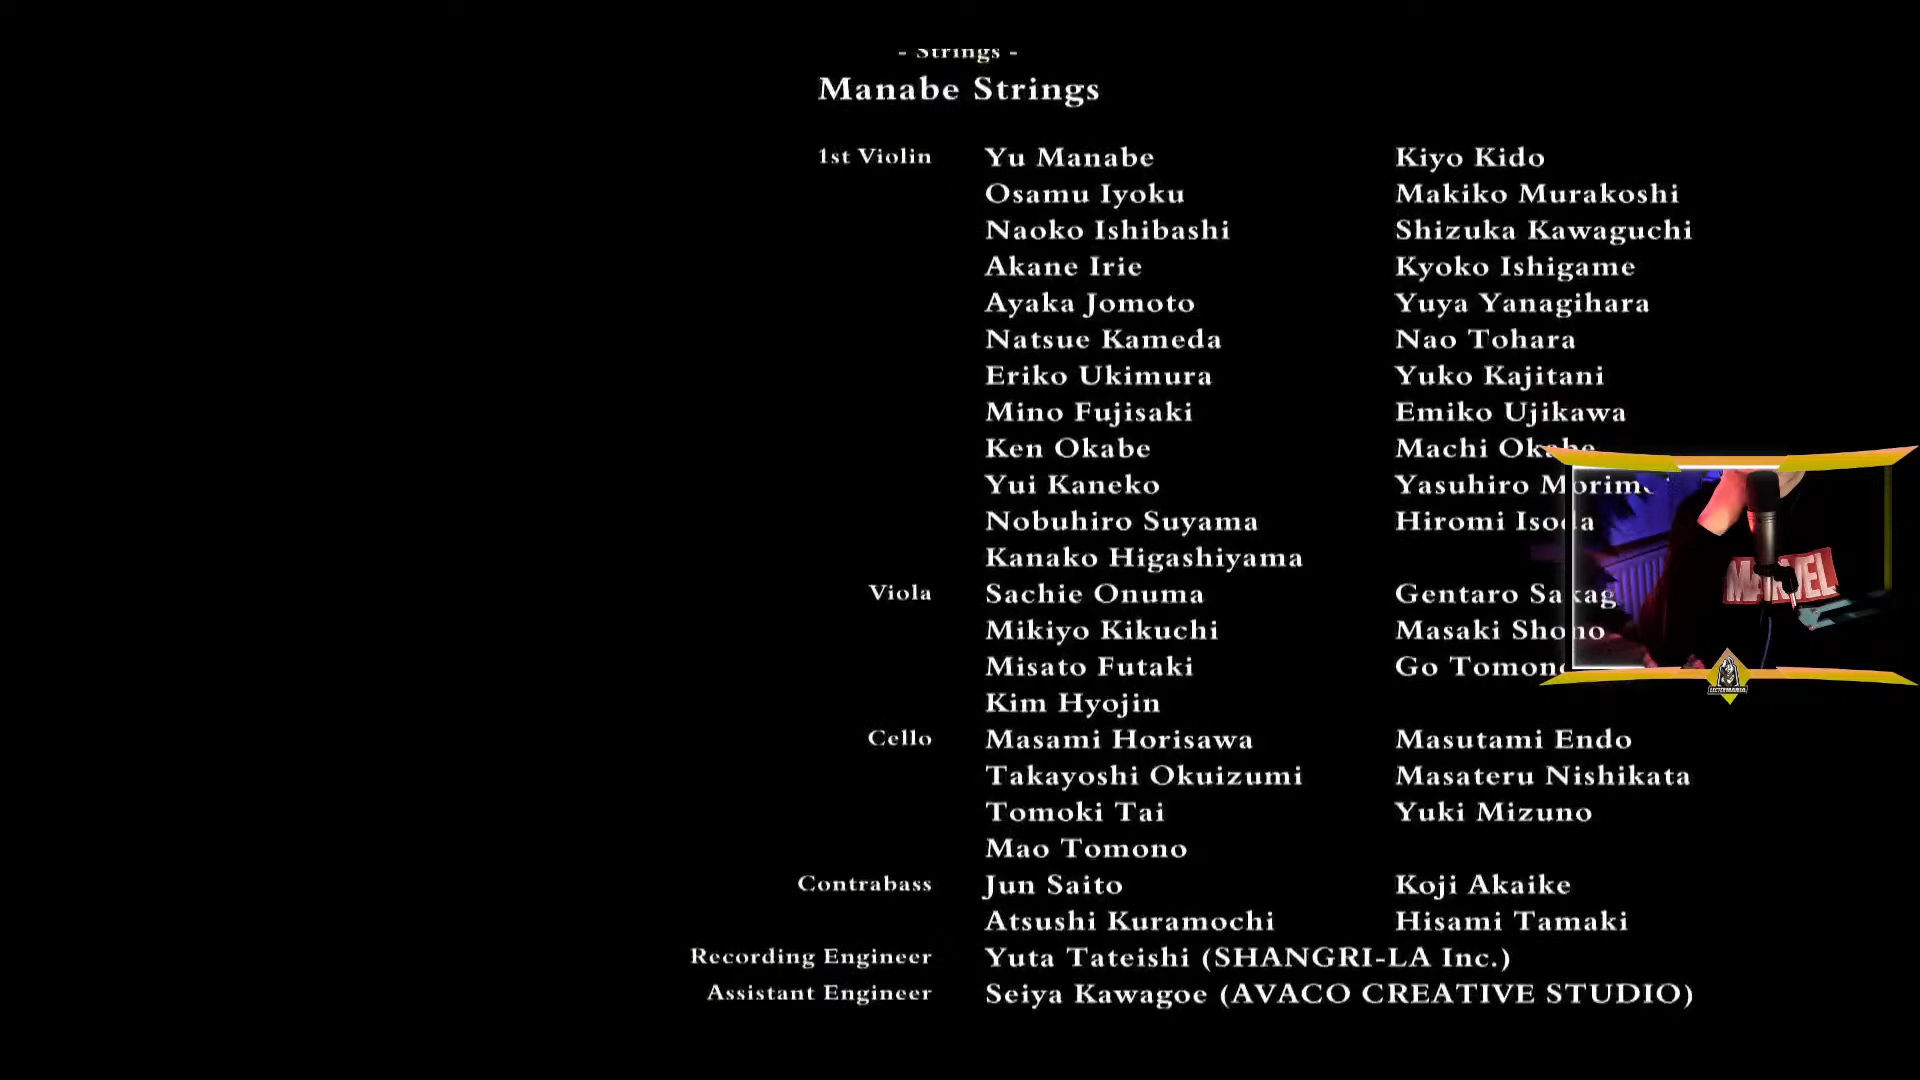 - Strings -
Manabe Strings
1st Violin Yu Manabe Kiyo Kido
Osamu Iyoku Makiko Murakoshi
Naoko Ishibashi Shizuka Kawaguchi
Akane Irie Kyoko Ishigame
Ayaka Jomoto Yuya Yanagihara
Natsue Kameda Nao Tohara
Eriko Ukimura Yuko Kajitani
Mino Fujisaki Emiko Ujikawa
Ken Okabe Machi Okabe
Yui Kaneko Yasuhiro
Nobuhiro Suyama Hiromi Isoda
Kanako Higashiyama
Viola Sachie Onuma Gentaro
Mikiyo Kikuchi Masaki Shono
Misato Futaki Go
Kim Hyojin
Cello Masami Horisawa Masutami Endo
Takayoshi Okuizumi Masateru Nishikata
Tomoki Tai Yuki Mizuno
Mao Tomono
Contrabass Jun Saito Koji Akaike
Atsushi Kuramochi Hisami Tamaki
Recording Engineer Yuta Tateishi (SHANGRI-LA Inc.)
Assistant Engineer Seiya Kawagoe (AVACO CREATIVE STUDIO)
MARVEL